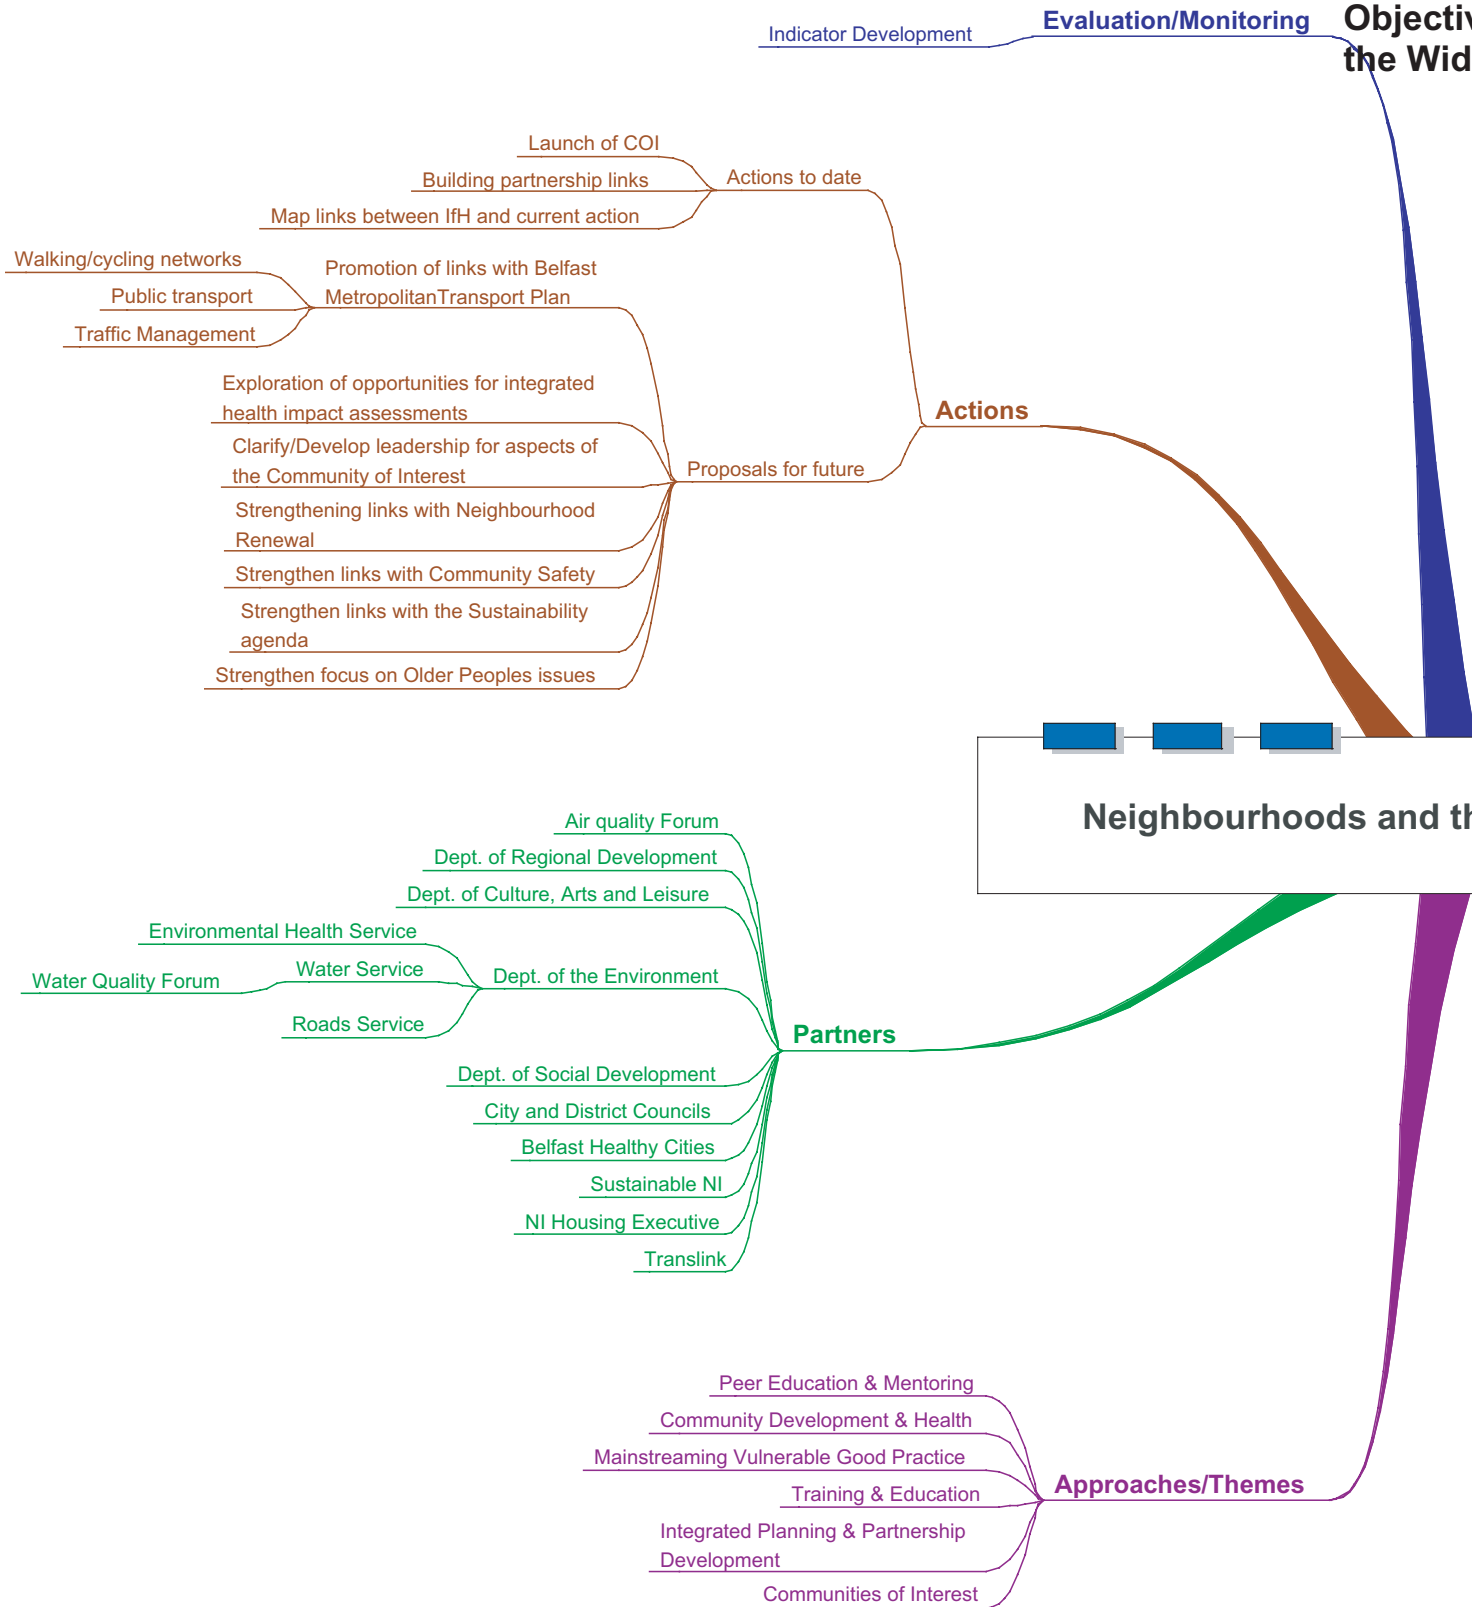 Objectiv
the Wid
Evaluation/Monitoring
Indicator Development
Launch of COI
Building partnership links
Map links between IfH and current action
Actions to date
Walking/cycling networks
Public transport
Traffic Management
Promotion of links with Belfast
MetropolitanTransport Plan
Exploration of opportunities for integrated
health impact assessments
Clarify/Develop leadership for aspects of
the Community of Interest
Strengthening links with Neighbourhood
Renewal
Strengthen links with Community Safety
Strengthen links with the Sustainability
agenda
Strengthen focus on Older Peoples issues
Proposals for future
Actions
Neighbourhoods and th
Air quality Forum
Dept. of Regional Development
Dept. of Culture, Arts and Leisure
Environmental Health Service
Water Quality Forum
Water Service
Roads Service
Dept. of the Environment
Dept. of Social Development
City and District Councils
Belfast Healthy Cities
Sustainable NI
NI Housing Executive
Translink
Partners
Peer Education & Mentoring
Community Development & Health
Mainstreaming Vulnerable Good Practice
Training & Education
Integrated Planning & Partnership
Development
Communities of Interest
Approaches/Themes